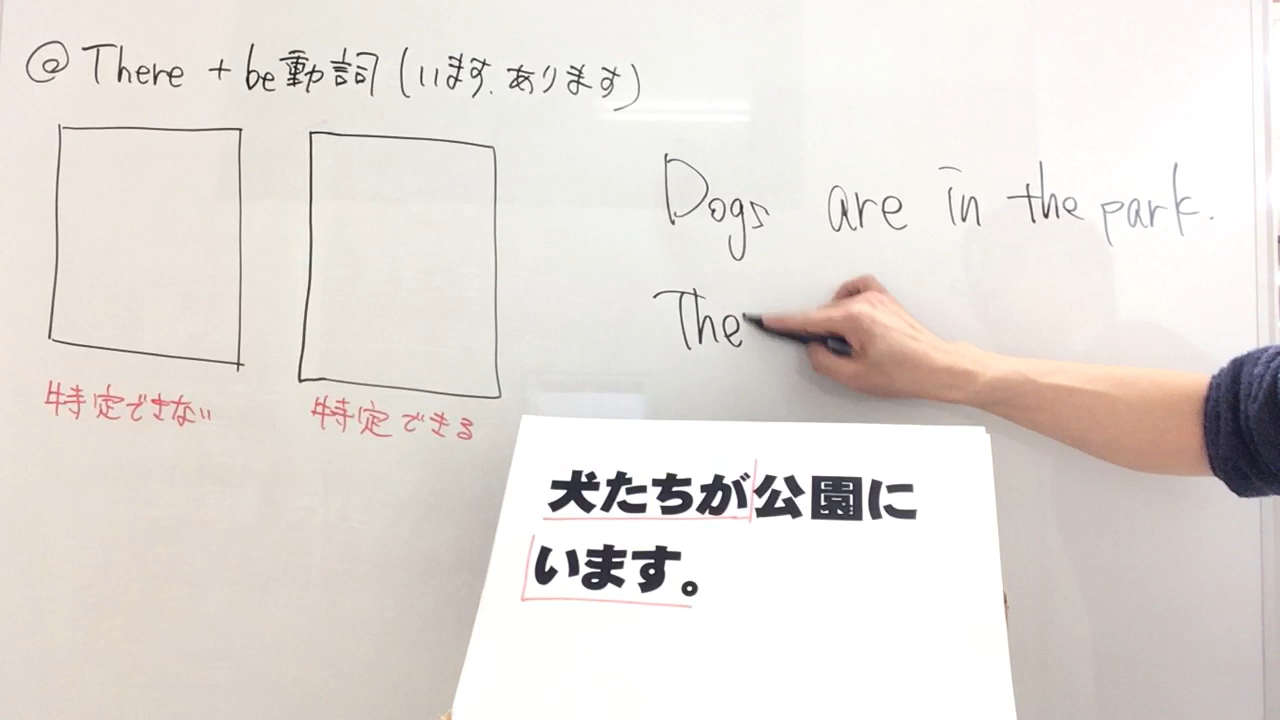 @ There + be動詞 (います、あります)
特定できない
特定できる
Dogs are in the park.
The
犬たちが公園に
います。